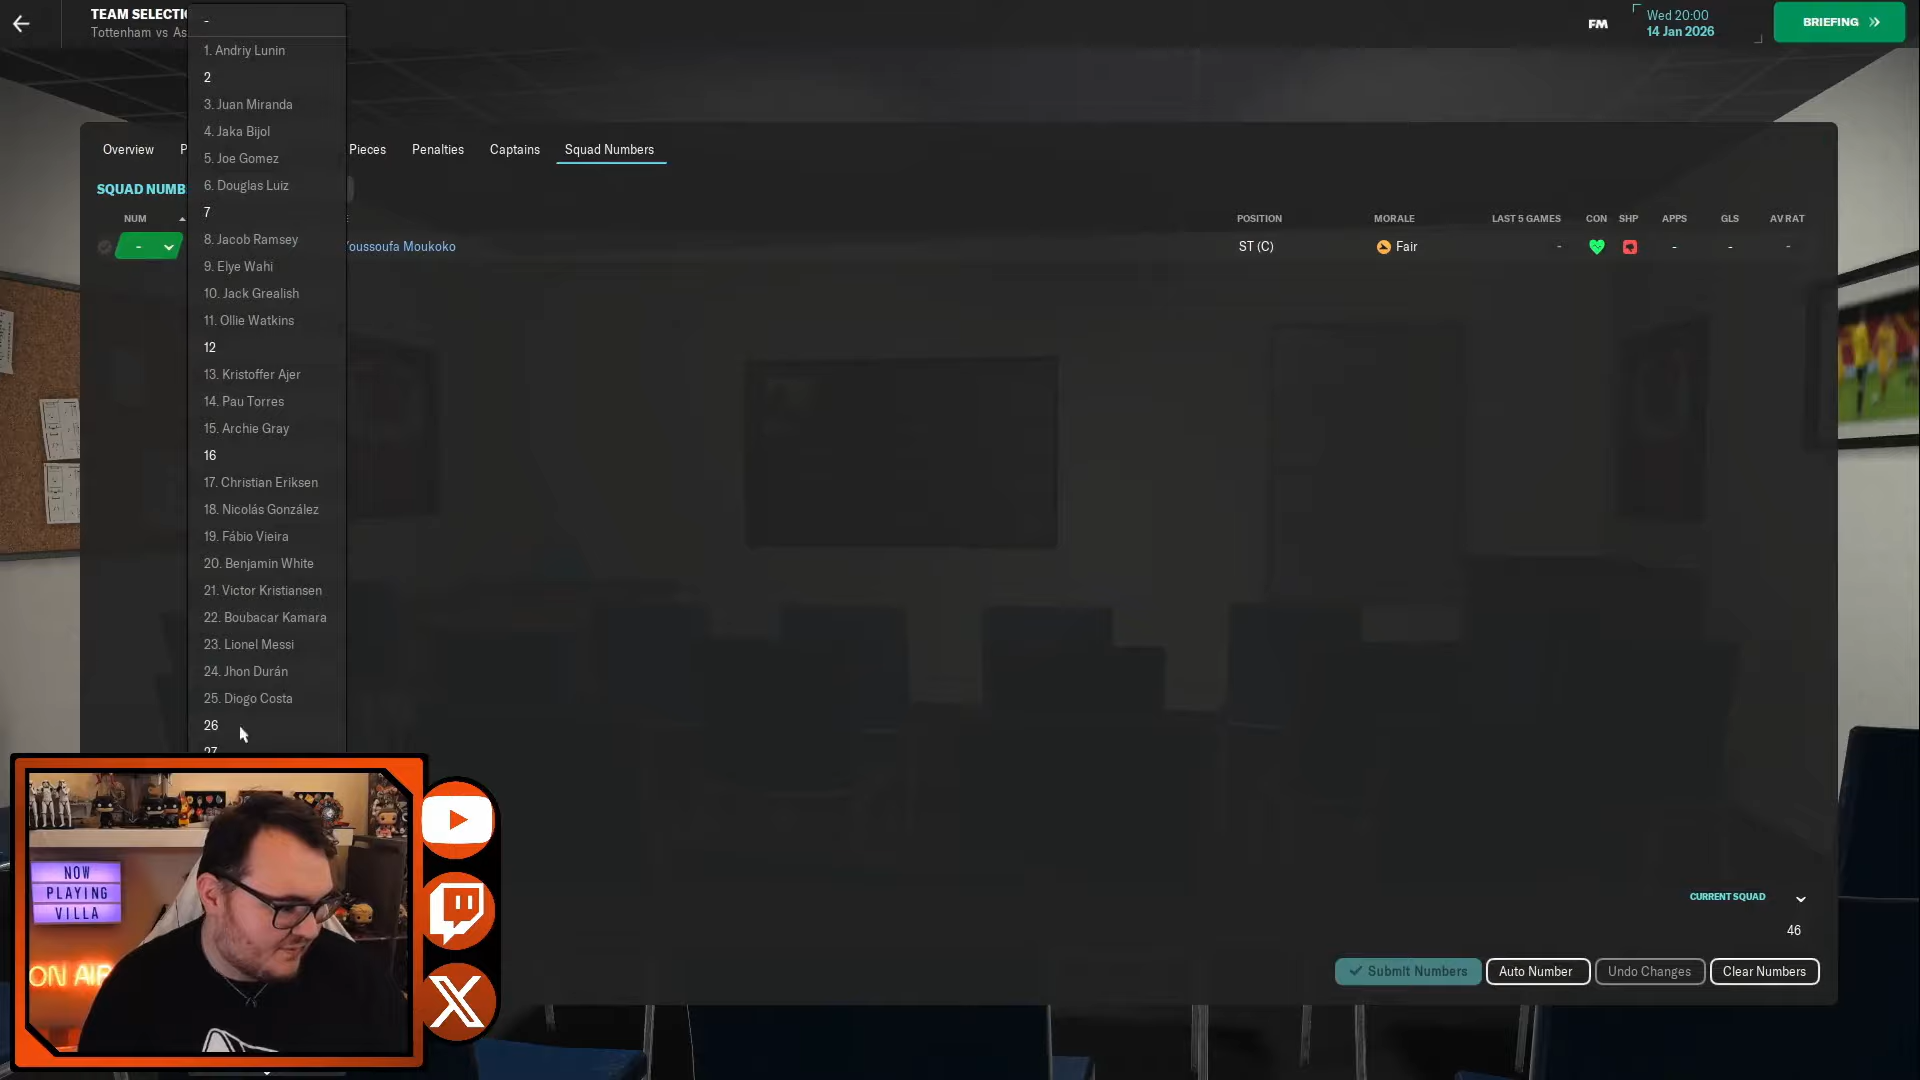 TEAM SELECTI
Tottenham vs As
FM
Wed 20:00
14 Jan 2026
BRIEFING
-
1. Andriy Lunin
2
3. Juan Miranda
4. Jaka Bijol
5. Joe Gomez
6. Douglas Luiz
7
8. Jacob Ramsey
9. Elye Wahi
10. Jack Grealish
11. Ollie Watkins
12
13. Kristoffer Ajer
14. Pau Torres
15. Archie Gray
16
17. Christian Eriksen
18. Nicolás González
19. Fábio Vieira
20. Benjamin White
21. Victor Kristiansen
22. Boubacar Kamara
23. Lionel Messi
24. Jhon Durán
25. Diogo Costa
26
27
Overview P Pieces Penalties Captains Squad Numbers
SQUAD NUMB
NUM POSITION MORALE LAST 5 GAMES CON SHP APPS GLS AV RAT
- Youssoufa Moukoko ST (C) Fair - - - -
CURRENT SQUAD
46
Submit Numbers Auto Number Undo Changes Clear Numbers
NOW
PLAYING
VILLA
ON AIR